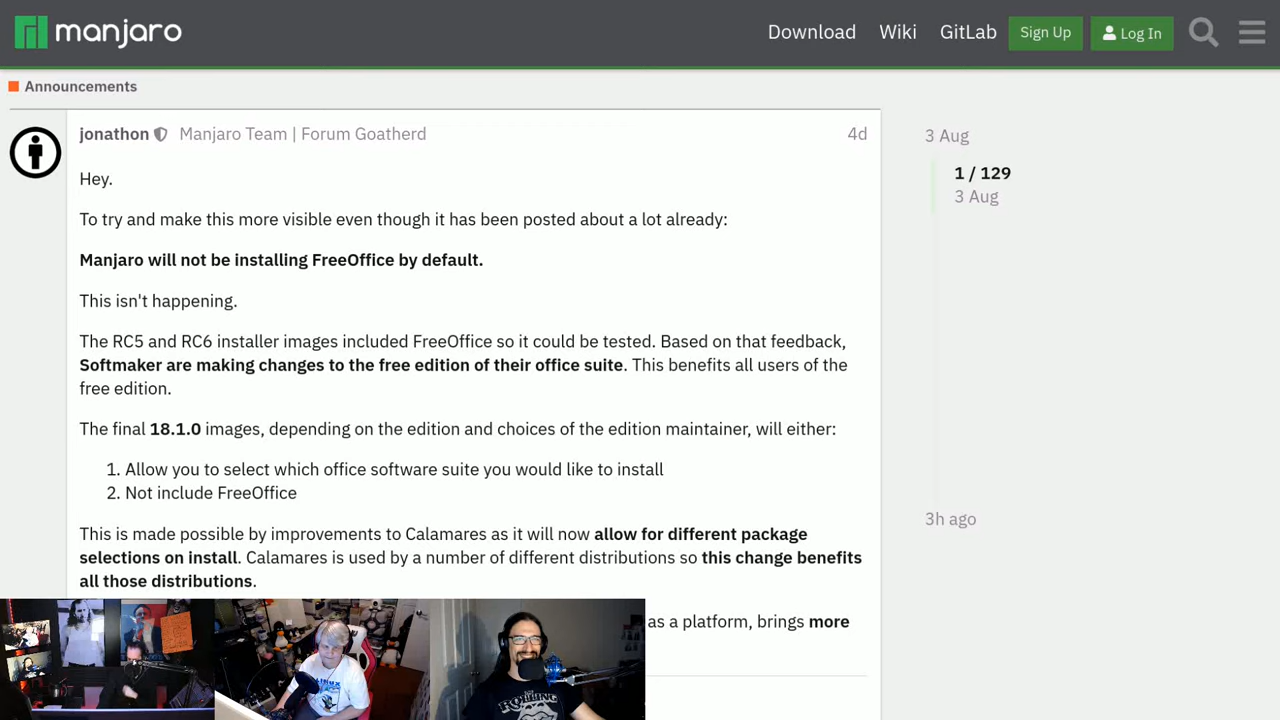 manjaro
Download Wiki GitLab Sign Up Log In
Announcements
jonathon Manjaro Team | Forum Goatherd 4d
3 Aug
1 / 129
3 Aug
3h ago
Hey.
To try and make this more visible even though it has been posted about a lot already:
Manjaro will not be installing FreeOffice by default.
This isn't happening.
The RC5 and RC6 installer images included FreeOffice so it could be tested. Based on that feedback,
Softmaker are making changes to the free edition of their office suite. This benefits all users of the
free edition.
The final 18.1.0 images, depending on the edition and choices of the edition maintainer, will either:
1. Allow you to select which office software suite you would like to install
2. Not include FreeOffice
This is made possible by improvements to Calamares as it will now allow for different package
selections on install. Calamares is used by a number of different distributions so this change benefits
all those distributions.
as a platform, brings more